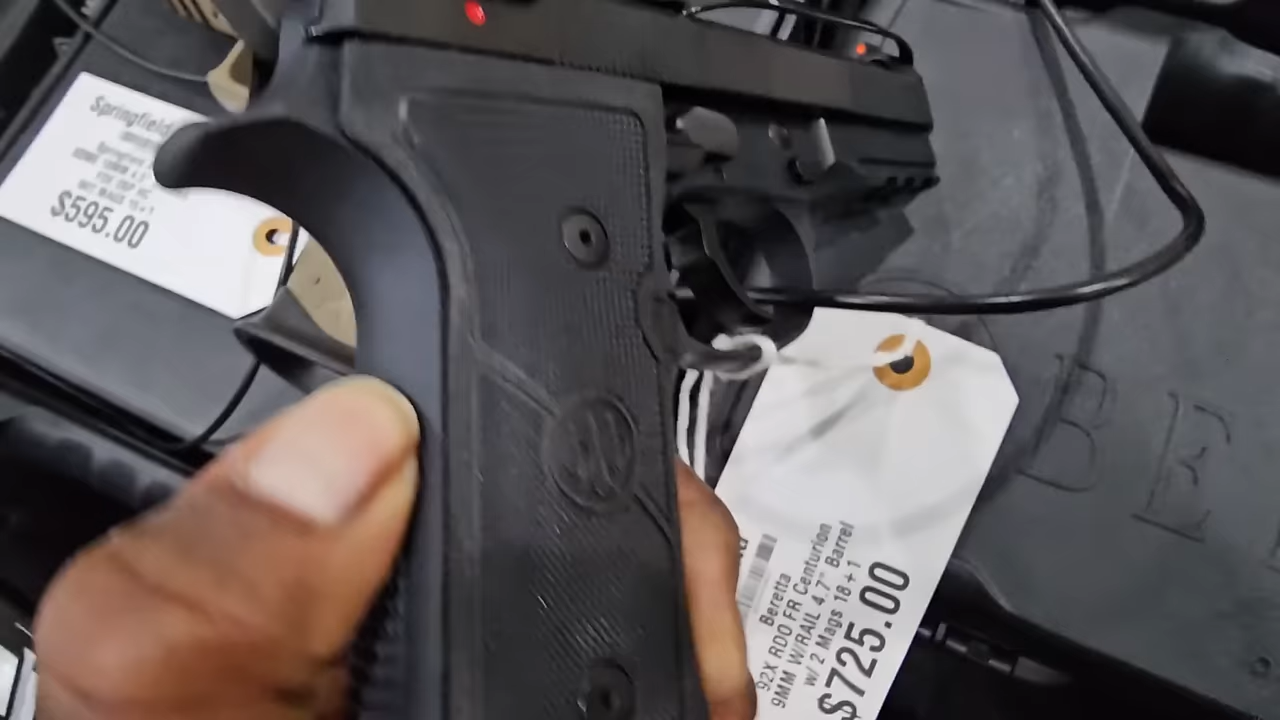 Springfield
$595.00
BE
Beretta
92X RDO FR Centurion
9MM W/RAIL 4.7" Barrel
w/ 2 Mags 18+1
$725.00